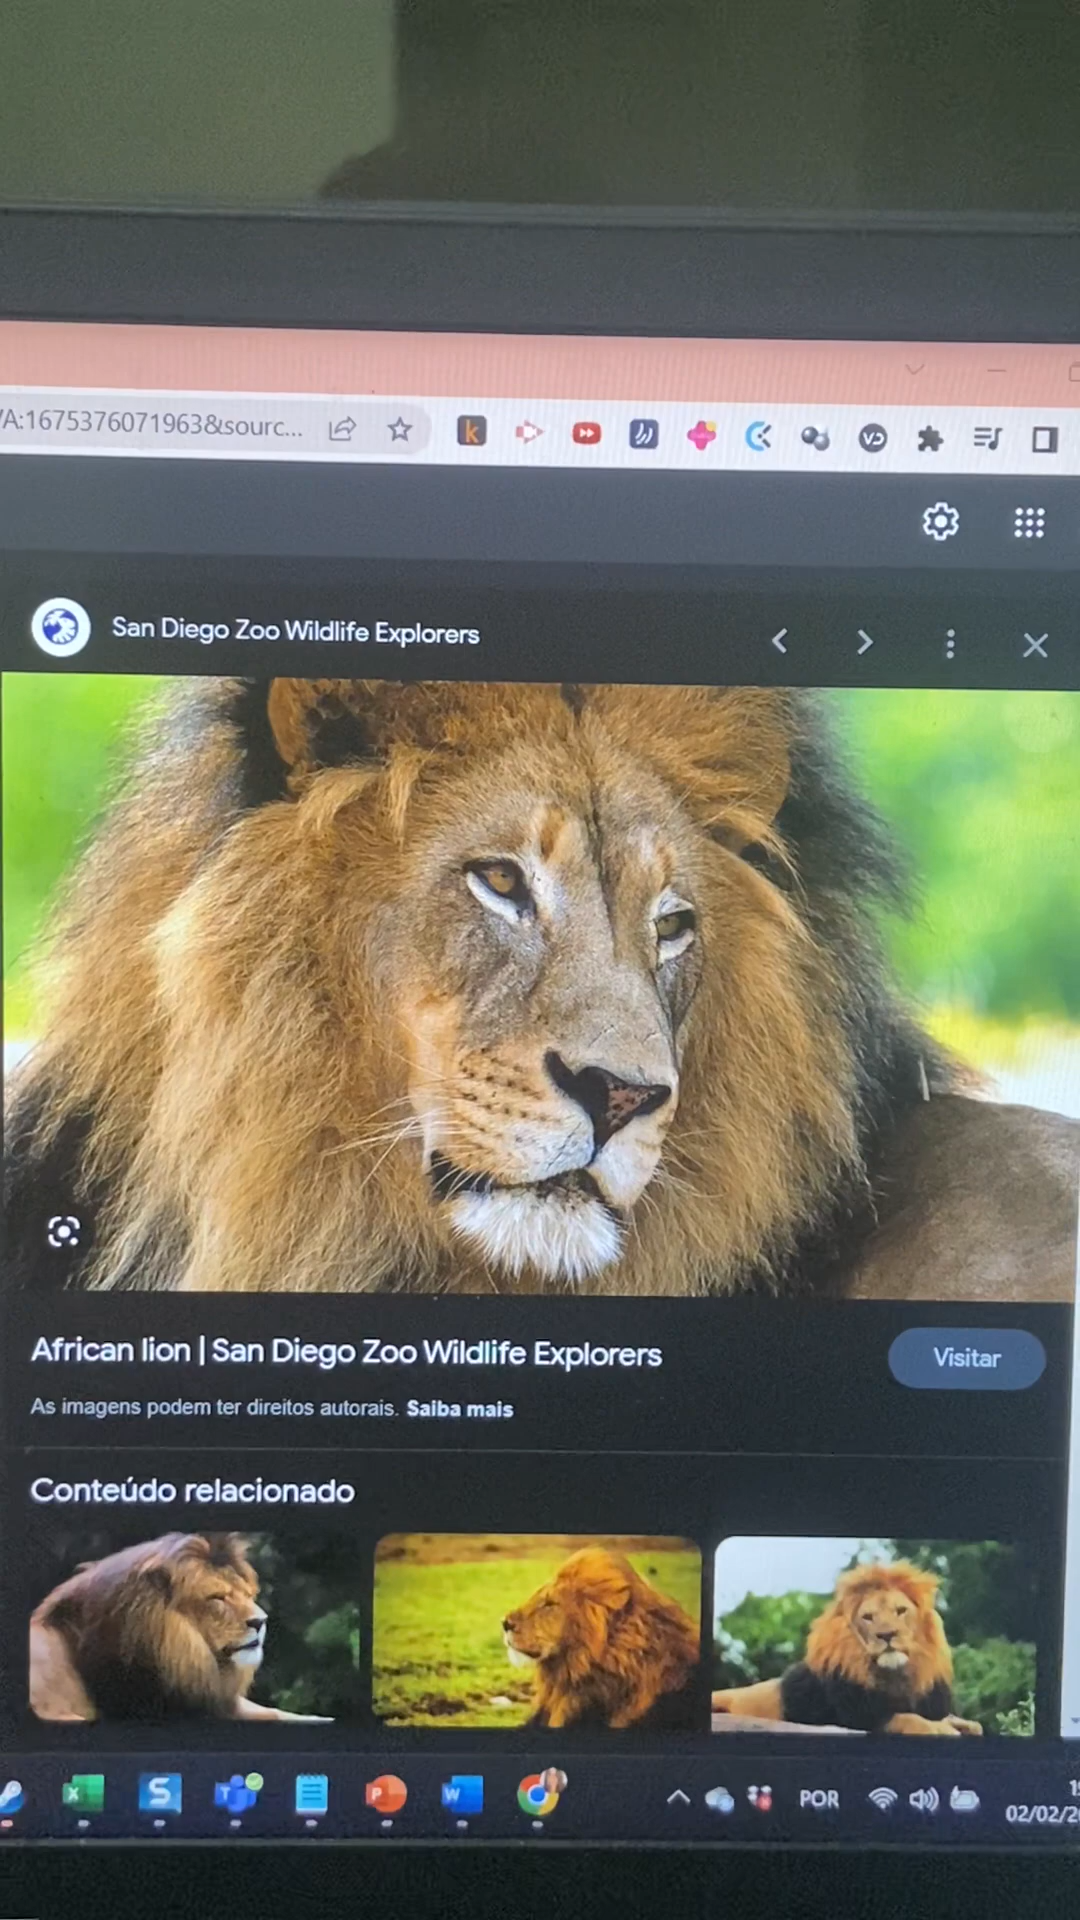 /A:1675376071963&sourc...
San Diego Zoo Wildlife Explorers
African lion | San Diego Zoo Wildlife Explorers
Visitar
As imagens podem ter direitos autorais. Saiba mais
Conteúdo relacionado
POR
02/02/2